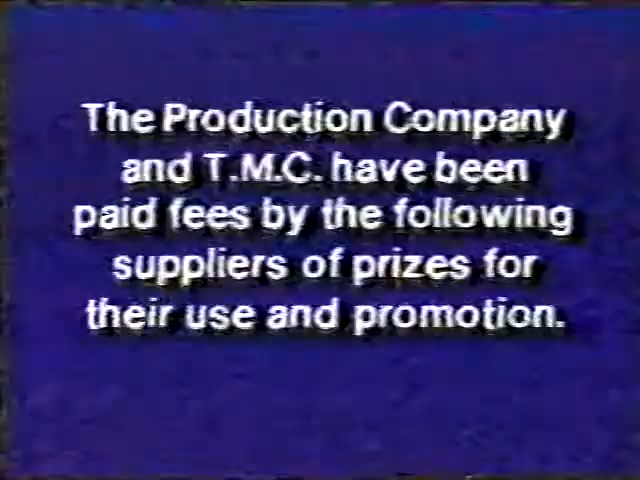 The Production Company
and T.M.C. have been
paid fees by the following
suppliers of prizes for
their use and promotion.